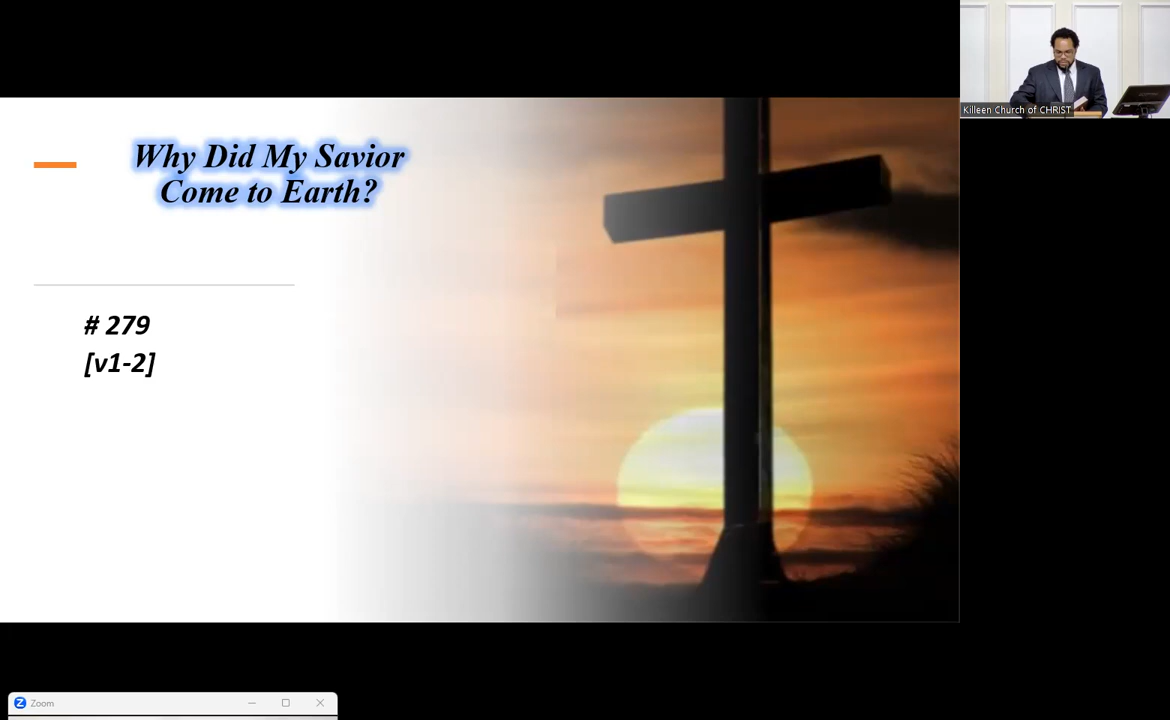 Why Did My Savior
Come to Earth?
# 279
[v1-2]
Killeen Church of CHRIST
Zoom